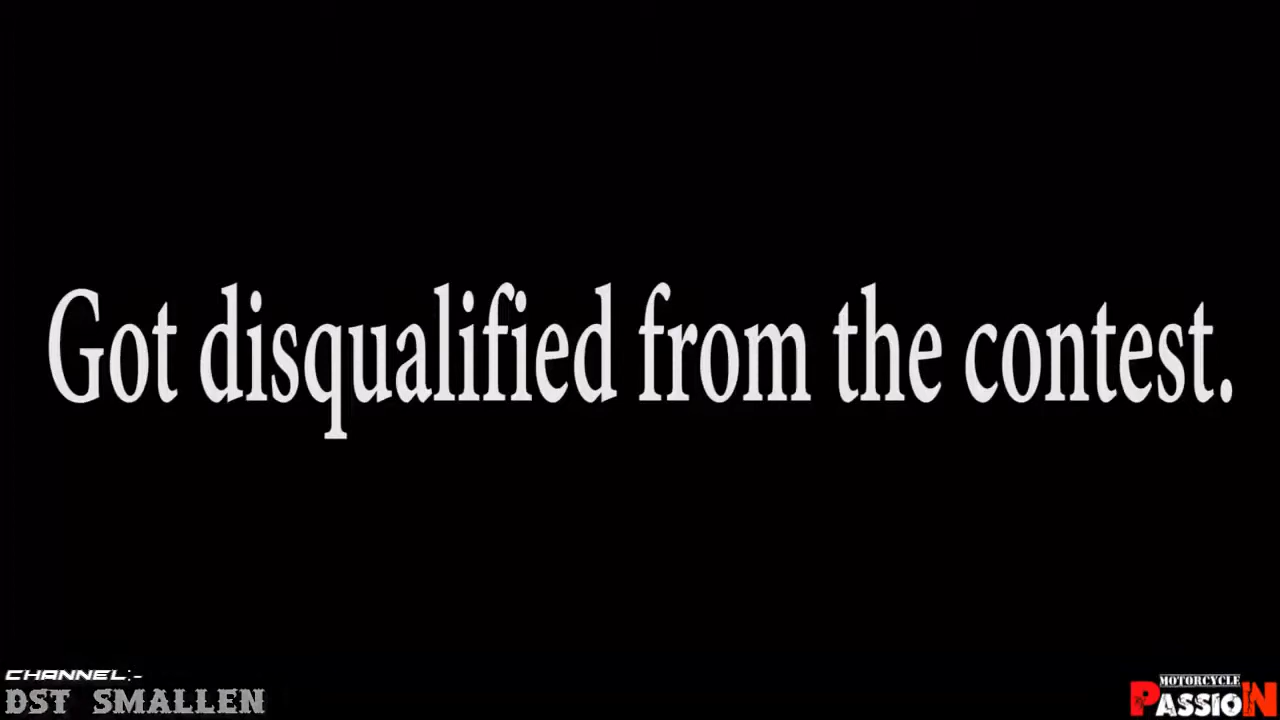 Got disqualified from the contest.
CHANNEL:-
DST SMALLEN
MOTORCYCLE
PASSION